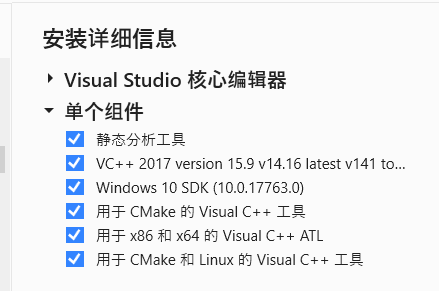 安装详细信息
Visual Studio 核心编辑器
单个组件
静态分析工具
VC++ 2017 version 15.9 v14.16 latest v141 to...
Windows 10 SDK (10.0.17763.0)
用于 CMake 的 Visual C++ 工具
用于 x86 和 x64 的 Visual C++ ATL
用于 CMake 和 Linux 的 Visual C++ 工具